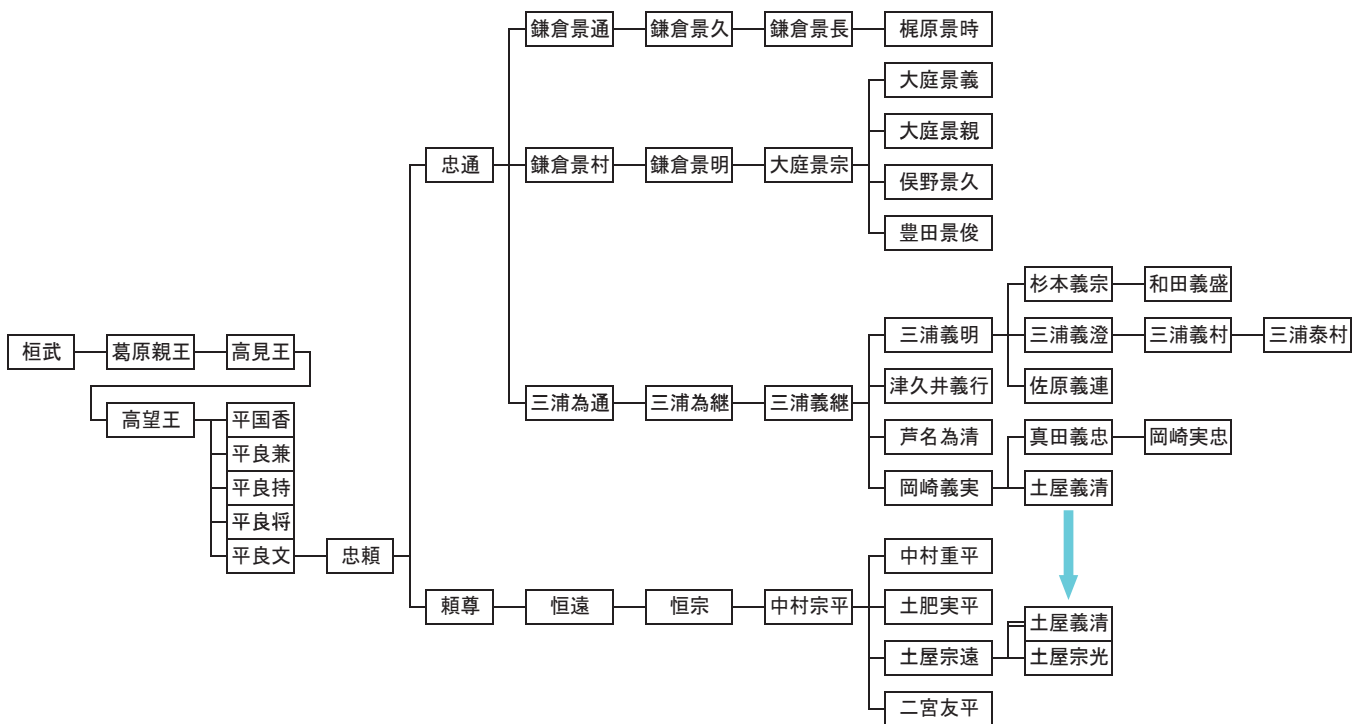 鎌倉景通
鎌倉景久
鎌倉景長
梶原景時
大庭景義
大庭景親
忠通
鎌倉景村
鎌倉景明
大庭景宗
俣野景久
豊田景俊
杉本義宗
和田義盛
三浦義明
三浦義澄
三浦義村
三浦泰村
桓武
葛原親王
高見王
津久井義行
佐原義連
三浦為通
三浦為継
三浦義継
高望王
平国香
芦名為清
真田義忠
岡崎実忠
平良兼
平良持
岡崎義実
土屋義清
平良将
平良文
忠頼
中村重平
頼尊
恒遠
恒宗
中村宗平
土肥実平
土屋義清
土屋宗遠
土屋宗光
二宮友平